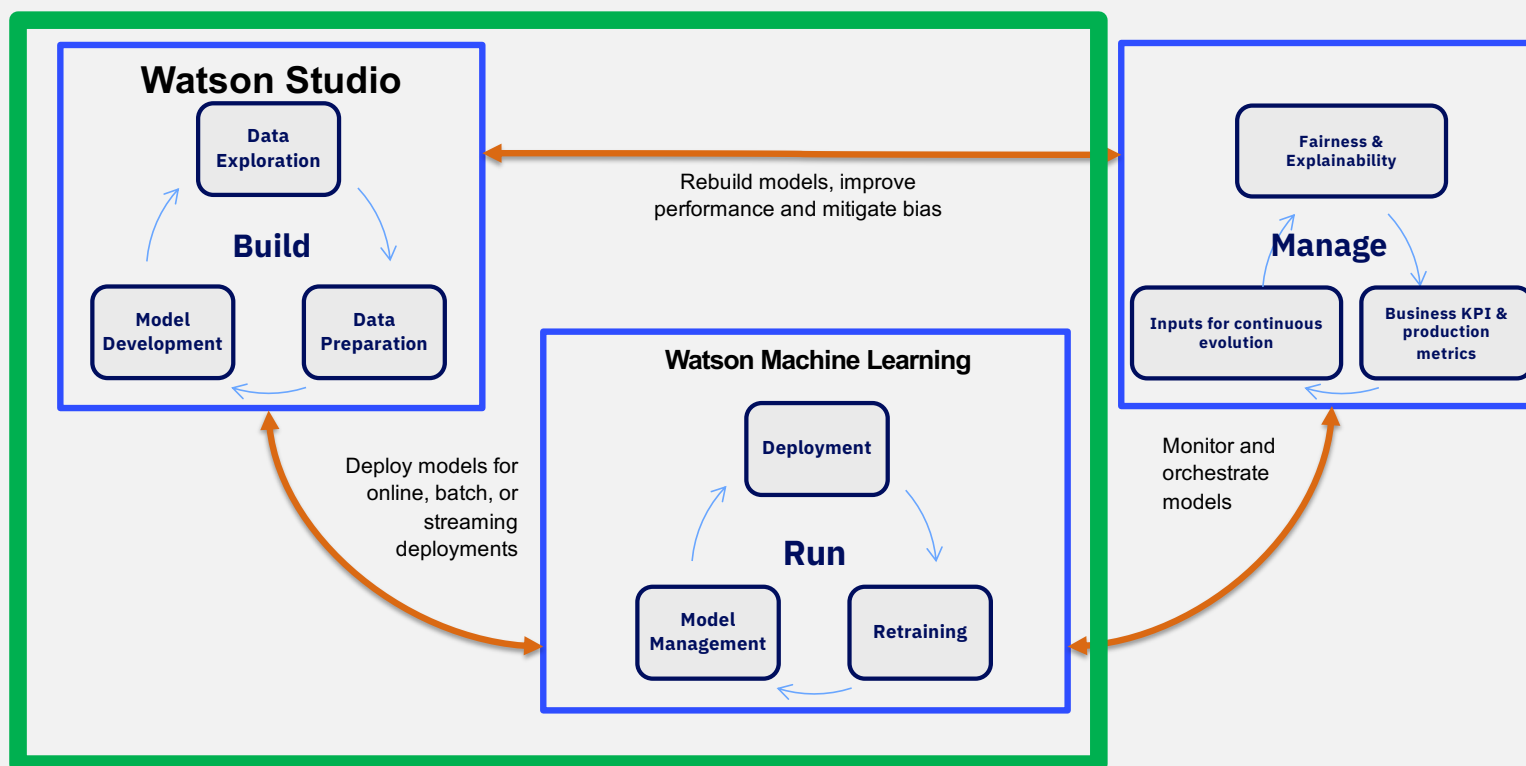 Watson Studio
Data
Exploration
Build
Model
Development
Data
Preparation
Rebuild models, improve
performance and mitigate bias
Fairness &
Explainability
Manage
Inputs for continuous
evolution
Business KPI &
production
metrics
Deploy models for
online, batch, or
streaming
deployments
Watson Machine Learning
Deployment
Run
Model
Management
Retraining
Monitor and
orchestrate
models